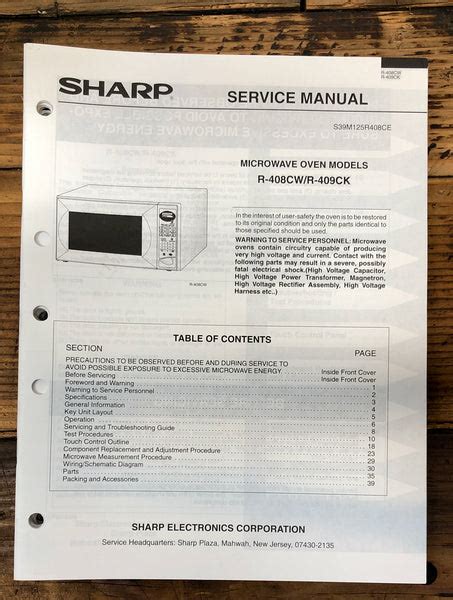 R-408CW
R-409CK
SHARP
SERVICE MANUAL
S39M125R408CE
MICROWAVE OVEN MODELS
R-408CW/R-409CK
R-408CW
In the interest of user-safety the oven is to be restored
to its original condition and only the parts identical to
those specified should be used.
WARNING TO SERVICE PERSONNEL: Microwave
ovens contain circuitry capable of producing
very high voltage and current. Contact with the
following parts may result in a severe, possibly
fatal electrical shock.(High Voltage Capacitor,
High Voltage Power Transformer, Magnetron,
High Voltage Rectifier Assembly, High Voltage
Harness etc..)
TABLE OF CONTENTS
SECTION PAGE
PRECAUTIONS TO BE OBSERVED BEFORE AND DURING SERVICE TO
AVOID POSSIBLE EXPOSURE TO EXCESSIVE MICROWAVE ENERGY Inside Front Cover
Before Servicing Inside Front Cover
Foreword and Warning 1
Warning to Service Personnel 2
Specifications 3
General Information 4
Key Unit Layout 5
Operation 6
Servicing and Troubleshooting Guide 8
Test Procedures 10
Touch Control Outline 18
Component Replacement and Adjustment Procedure 23
Microwave Measurement Procedure 29
Wiring/Schematic Diagram 30
Parts 35
Packing and Accessories 39
SHARP ELECTRONICS CORPORATION
Service Headquarters: Sharp Plaza, Mahwah, New Jersey, 07430-2135